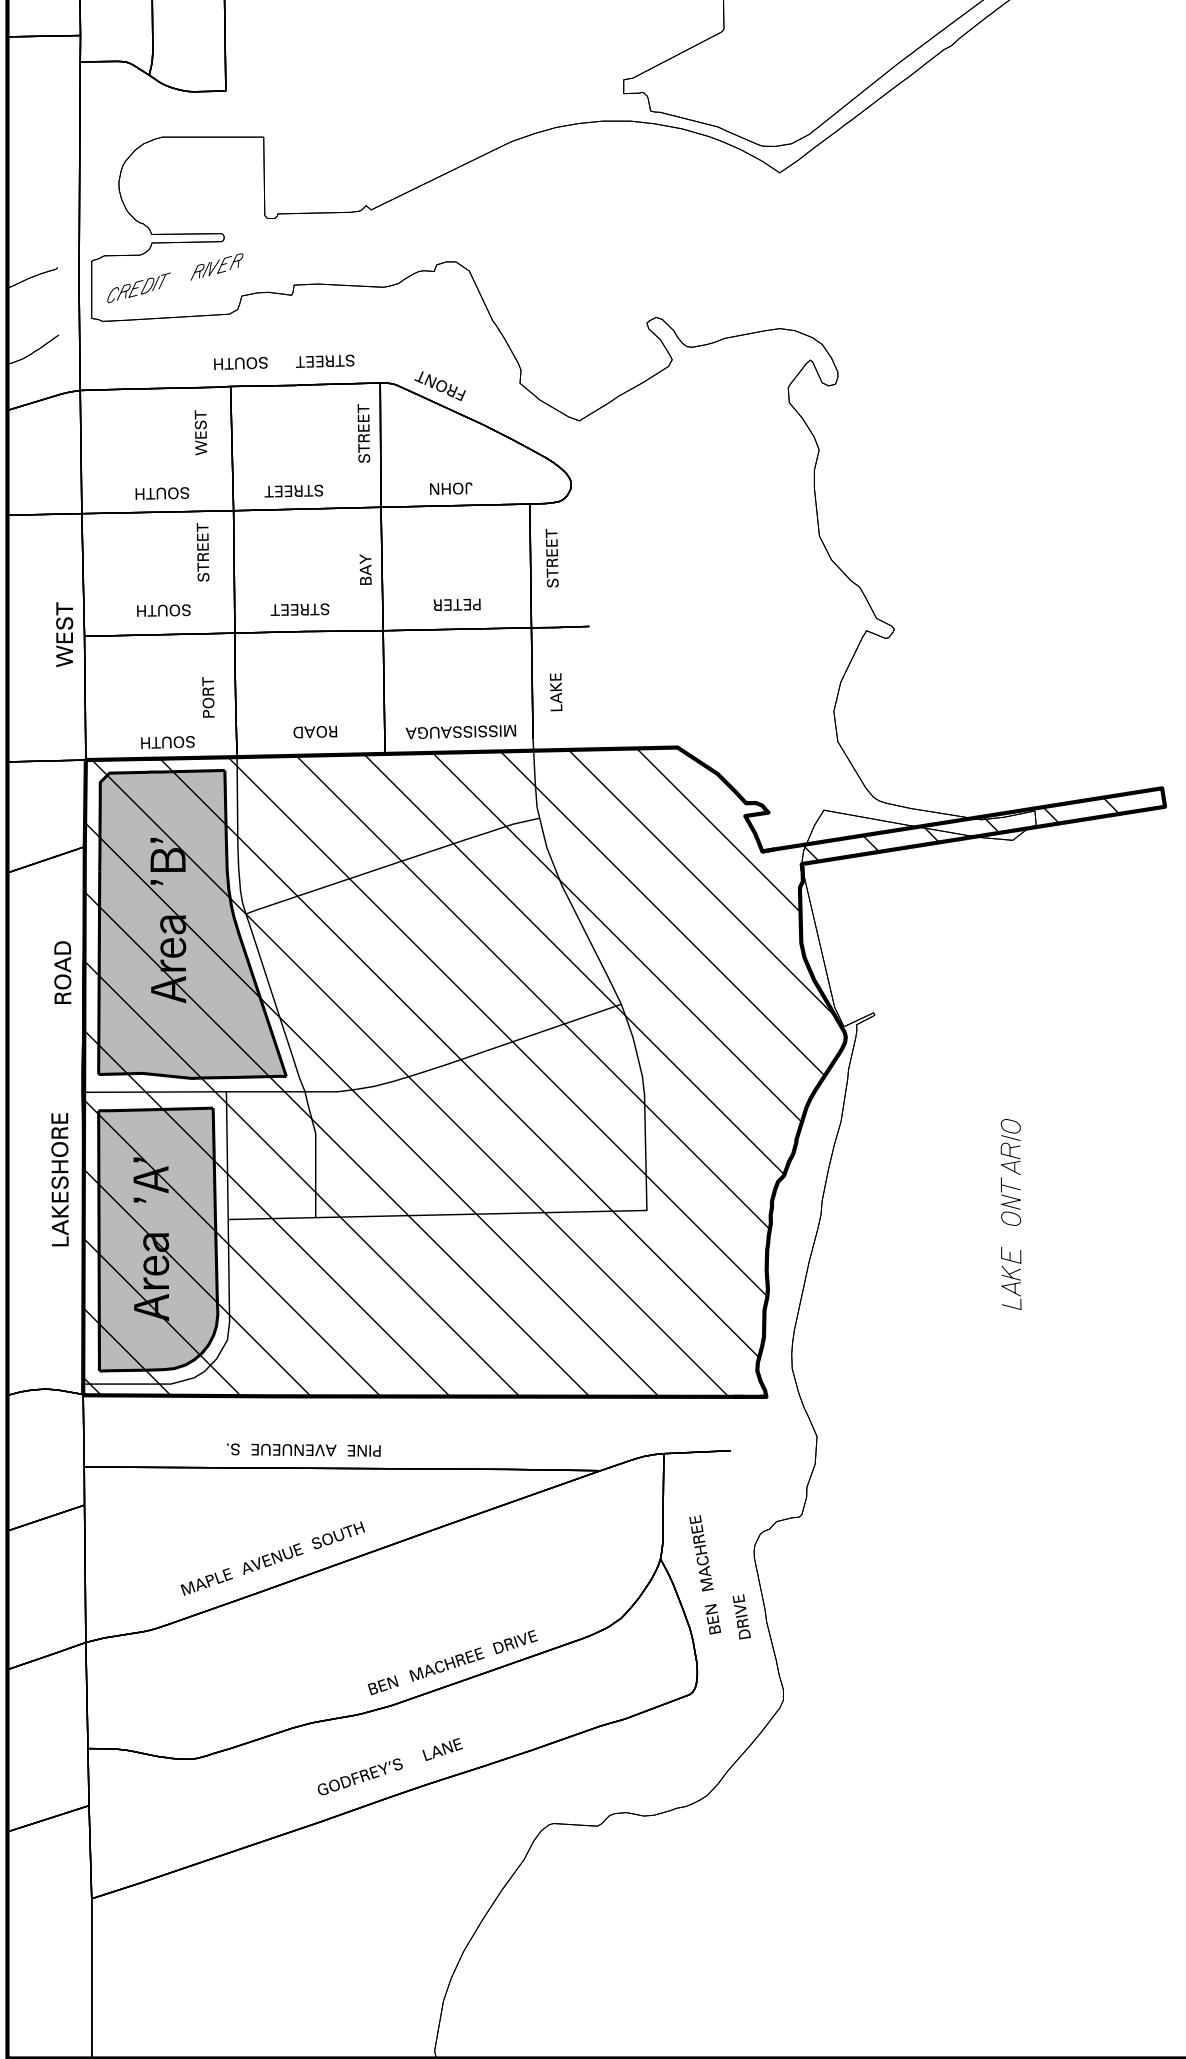 CREDIT RIVER
FRONT STREET SOUTH
JOHN STREET SOUTH
PETER STREET SOUTH
MISSISSAUGA ROAD SOUTH
PORT STREET WEST
BAY STREET
LAKE STREET
LAKESHORE ROAD WEST
Area 'B'
Area 'A'
LAKE ONTARIO
PINE AVENUEUE S.
MAPLE AVENUE SOUTH
BEN MACHREE DRIVE
BEN MACHREE
DRIVE
GODFREY'S LANE